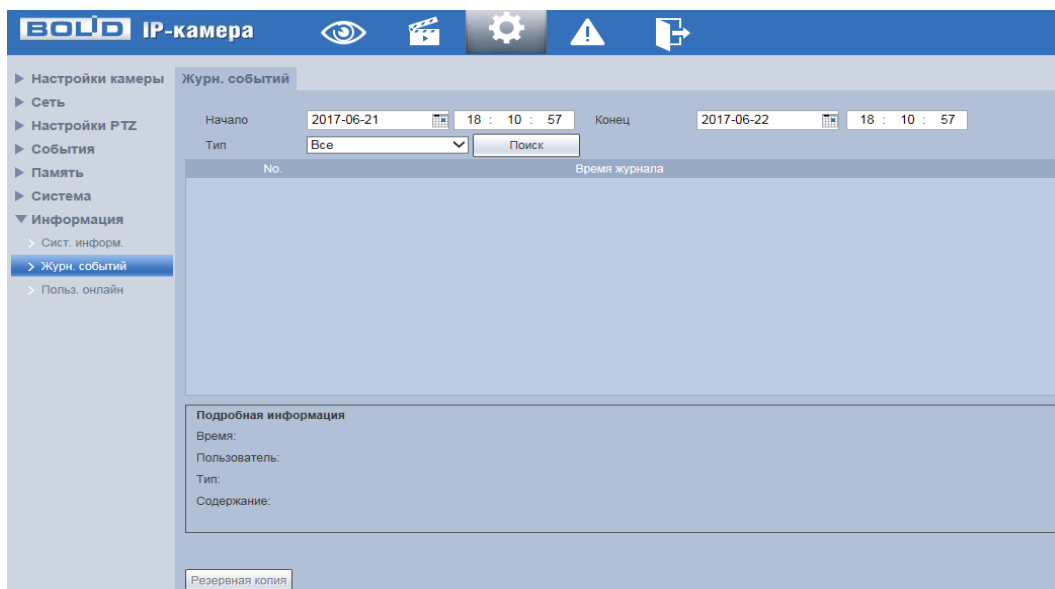 BOLID IP-камера
Настройки камеры
Сеть
Настройки PTZ
События
Память
Система
Информация
Сист. информ.
Журн. событий
Польз. онлайн
Журн. событий
Начало 2017-06-21 18 : 10 : 57 Конец 2017-06-22 18 : 10 : 57
Тип Все Поиск
No. Время журнала
Подробная информация
Время:
Пользователь:
Тип:
Содержание:
Резервная копия